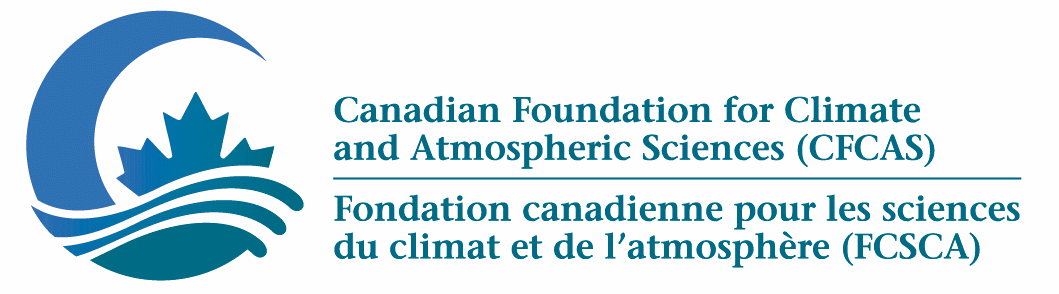 Canadian Foundation for Climate
and Atmospheric Sciences (CFCAS)
Fondation canadienne pour les sciences
du climat et de l'atmosphère (FCSCA)